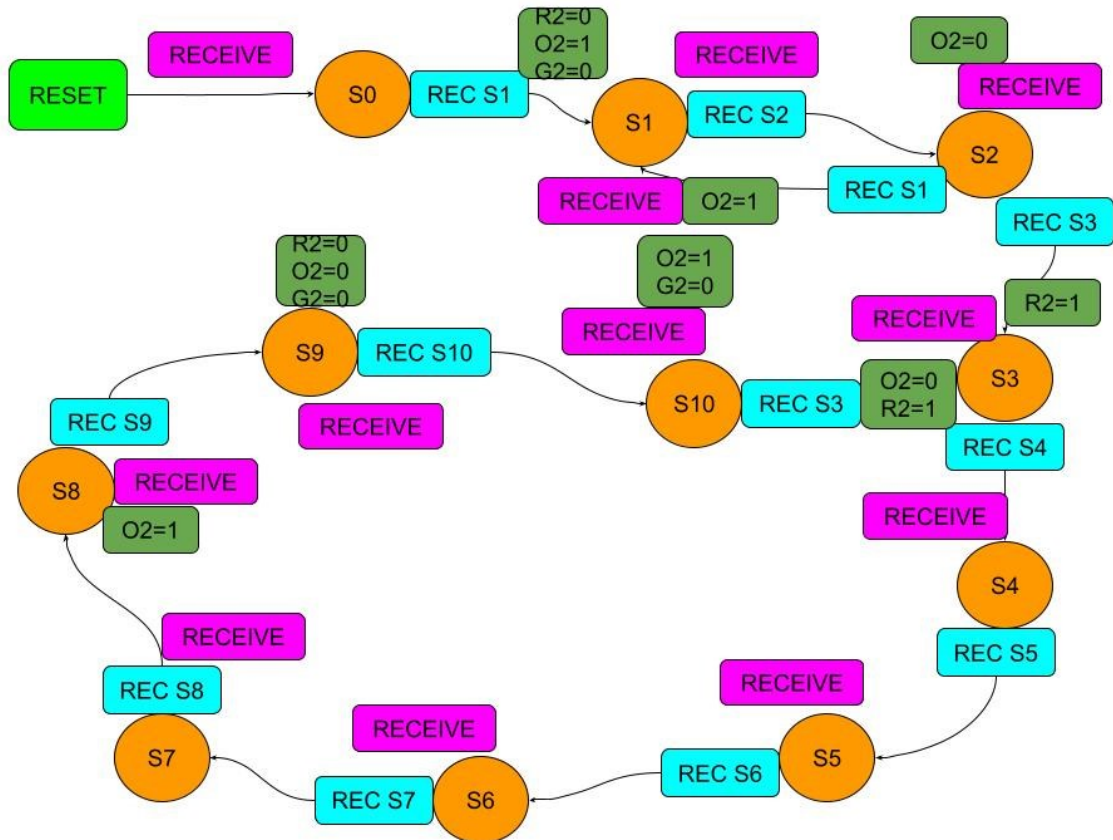 RESET
RECEIVE
S0
REC S1
R2=0
O2=1
G2=0
S1
RECEIVE
REC S2
O2=0
RECEIVE
S2
REC S1
O2=1
RECEIVE
REC S3
R2=1
RECEIVE
S3
REC S4
RECEIVE
S4
REC S5
RECEIVE
S5
REC S6
RECEIVE
S6
REC S7
S7
REC S8
RECEIVE
S8
RECEIVE
O2=1
REC S9
R2=0
O2=0
G2=0
S9
REC S10
RECEIVE
O2=1
G2=0
RECEIVE
S10
REC S3
O2=0
R2=1